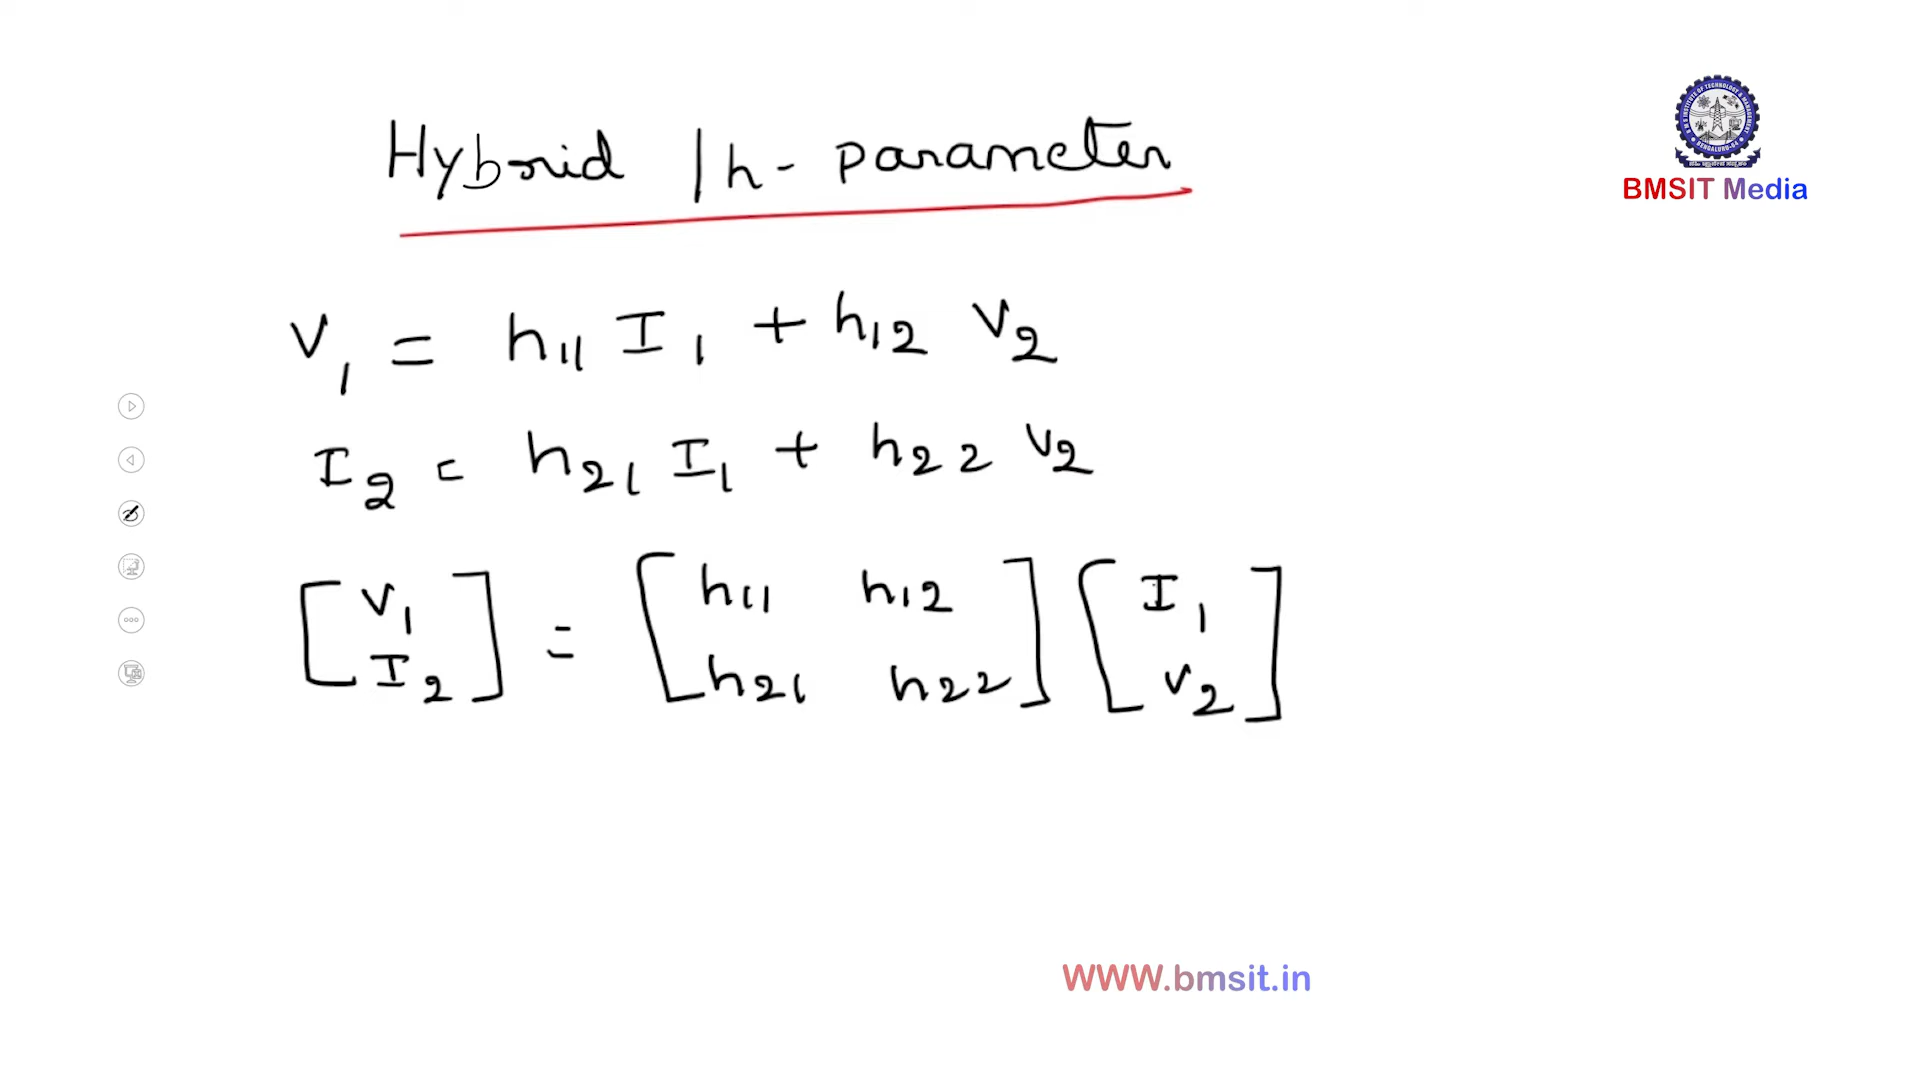 Hybrid / h - parameter
BMSIT Media
V1 = h11 I1 + h12 V2
I2 = h21 I1 + h22 V2
[V1 I2] = [h11 h12 h21 h22] [I1 V2]
WWW.bmsit.in